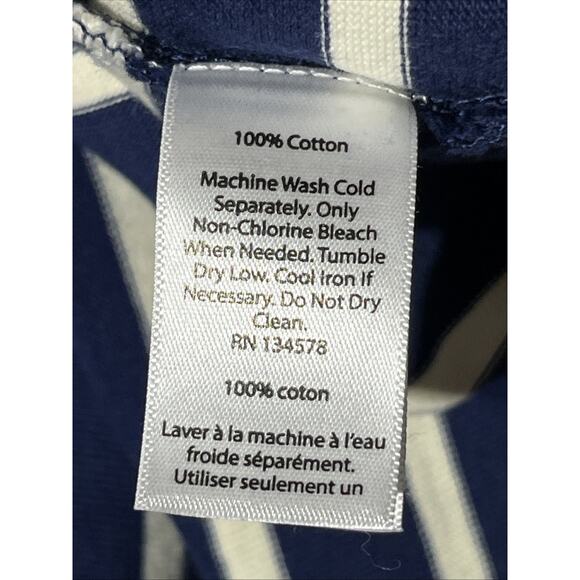 100% Cotton
Machine Wash Cold
Separately. Only
Non-Chlorine Bleach
When Needed. Tumble
Dry Low. Cool Iron If
Necessary. Do Not Dry
Clean.
RN 134578
100% coton
Laver à la machine à l'eau
froide séparément.
Utiliser seulement un